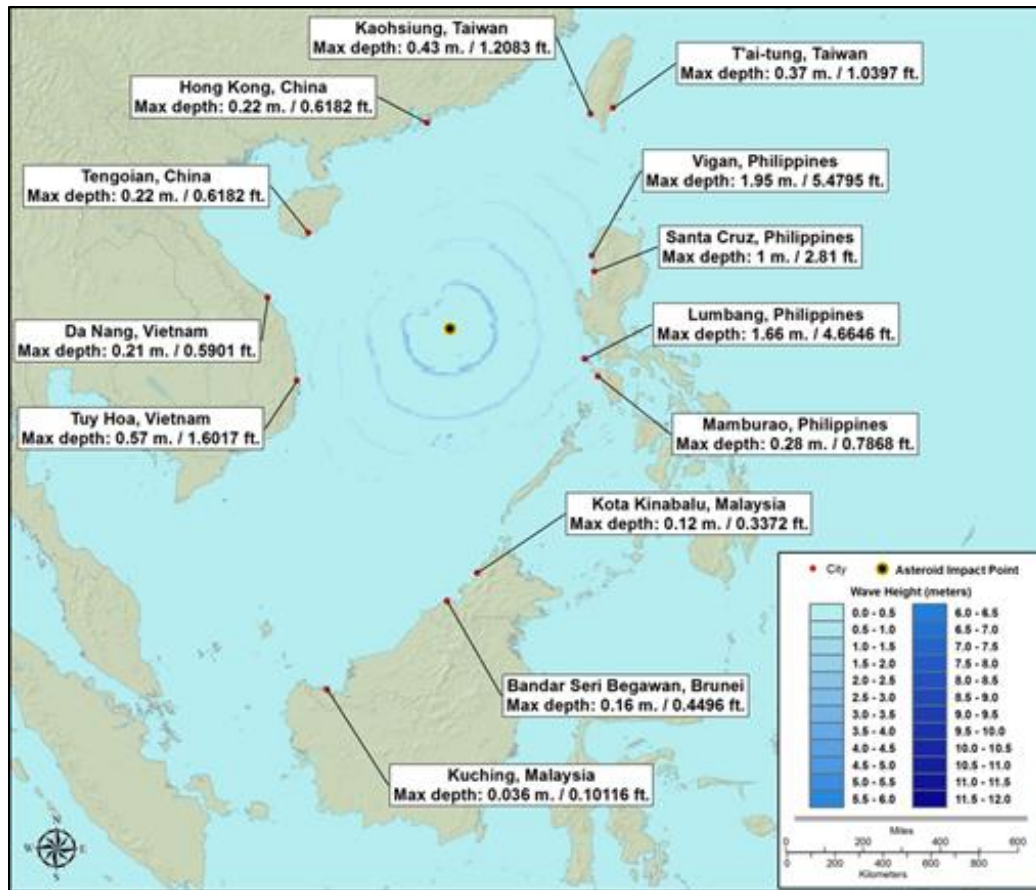 Kaohsiung, Taiwan
Max depth: 0.43 m. / 1.2083 ft.
T'ai-tung, Taiwan
Max depth: 0.37 m. / 1.0397 ft.
Hong Kong, China
Max depth: 0.22 m. / 0.6182 ft.
Vigan, Philippines
Max depth: 1.95 m. / 5.4795 ft.
Tengoian, China
Max depth: 0.22 m. / 0.6182 ft.
Santa Cruz, Philippines
Max depth: 1 m. / 2.81 ft.
Lumbang, Philippines
Max depth: 1.66 m. / 4.6646 ft.
Da Nang, Vietnam
Max depth: 0.21 m. / 0.5901 ft.
Mamburao, Philippines
Max depth: 0.28 m. / 0.7868 ft.
Tuy Hoa, Vietnam
Max depth: 0.57 m. / 1.6017 ft.
Kota Kinabalu, Malaysia
Max depth: 0.12 m. / 0.3372 ft.
Bandar Seri Begawan, Brunei
Max depth: 0.16 m. / 0.4496 ft.
Kuching, Malaysia
Max depth: 0.036 m. / 0.10116 ft.
N
W E
S
City Asteroid Impact Point
Wave Height (meters)
0.0 - 0.5 6.0 - 6.5
0.5 - 1.0 6.5 - 7.0
1.0 - 1.5 7.0 - 7.5
1.5 - 2.0 7.5 - 8.0
2.0 - 2.5 8.0 - 8.5
2.5 - 3.0 8.5 - 9.0
3.0 - 3.5 9.0 - 9.5
3.5 - 4.0 9.5 - 10.0
4.0 - 4.5 10.0 - 10.5
4.5 - 5.0 10.5 - 11.0
5.0 - 5.5 11.0 - 11.5
5.5 - 6.0 11.5 - 12.0
Miles
0 200 400 600
0 200 400 600 800
Kilometers